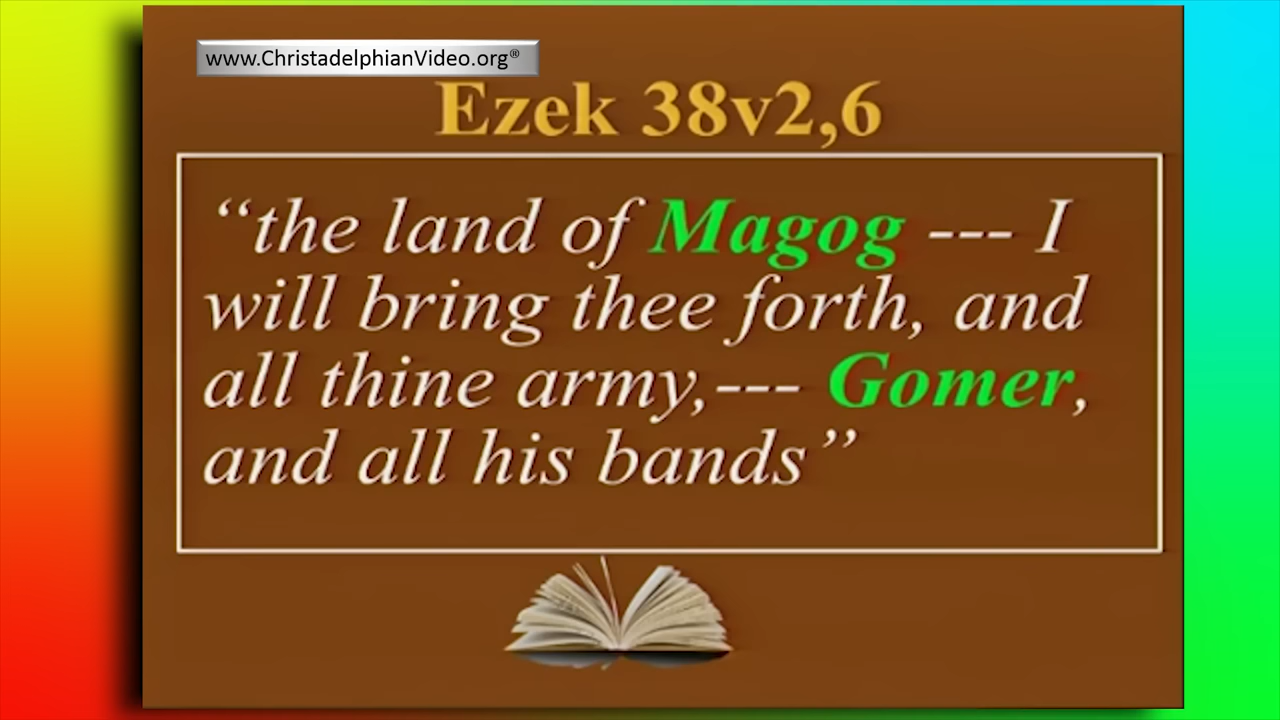 www.ChristadelphianVideo.org®
Ezek 38v2,6
“the land of Magog --- I
will bring thee forth, and
all thine army,--- Gomer,
and all his bands”